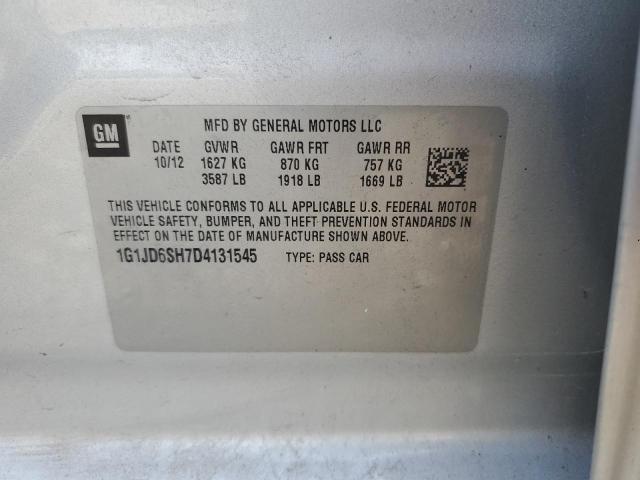 GM
MFD BY GENERAL MOTORS LLC
DATE GVWR GAWR FRT GAWR RR
10/12 1627 KG 870 KG 757 KG
3587 LB 1918 LB 1669 LB
THIS VEHICLE CONFORMS TO ALL APPLICABLE U.S. FEDERAL MOTOR
VEHICLE SAFETY, BUMPER, AND THEFT PREVENTION STANDARDS IN
EFFECT ON THE DATE OF MANUFACTURE SHOWN ABOVE.
1G1JD6SH7D4131545 TYPE: PASS CAR